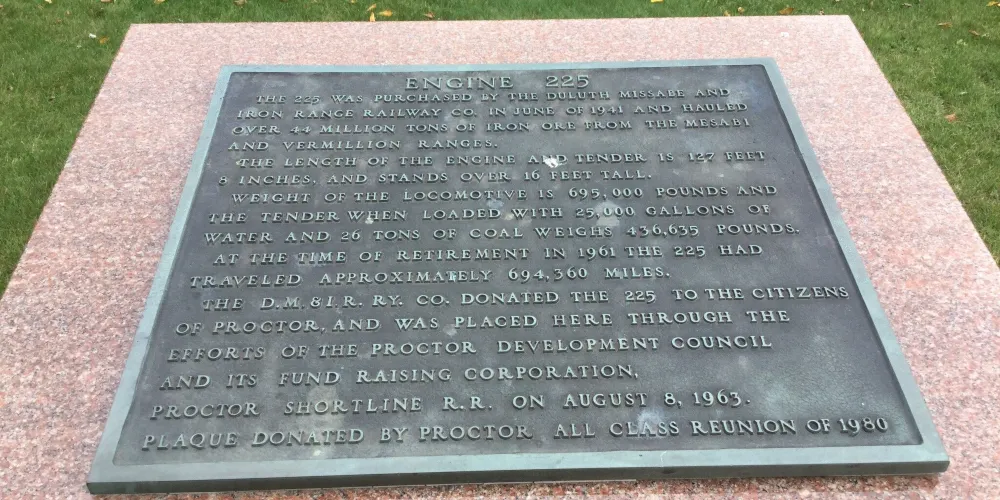 ENGINE 225
THE 225 WAS PURCHASED BY THE DULUTH MISSABE AND
IRON RANGE RAILWAY CO. IN JUNE OF 1941 AND HAULED
OVER 44 MILLION TONS OF IRON ORE FROM THE MESABI
AND VERMILLION RANGES.
THE LENGTH OF THE ENGINE AND TENDER IS 127 FEET
8 INCHES, AND STANDS OVER 16 FEET TALL.
WEIGHT OF THE LOCOMOTIVE IS 695,000 POUNDS AND
THE TENDER WHEN LOADED WITH 25,000 GALLONS OF
WATER AND 26 TONS OF COAL WEIGHS 436,635 POUNDS.
AT THE TIME OF RETIREMENT IN 1961 THE 225 HAD
TRAVELED APPROXIMATELY 694,360 MILES.
THE D.M.&I.R. RY. CO. DONATED THE 225 TO THE CITIZENS
OF PROCTOR, AND WAS PLACED HERE THROUGH THE
EFFORTS OF THE PROCTOR DEVELOPMENT COUNCIL
AND ITS FUND RAISING CORPORATION,
PROCTOR SHORTLINE R.R. ON AUGUST 8, 1963.
PLAQUE DONATED BY PROCTOR ALL CLASS REUNION OF 1980